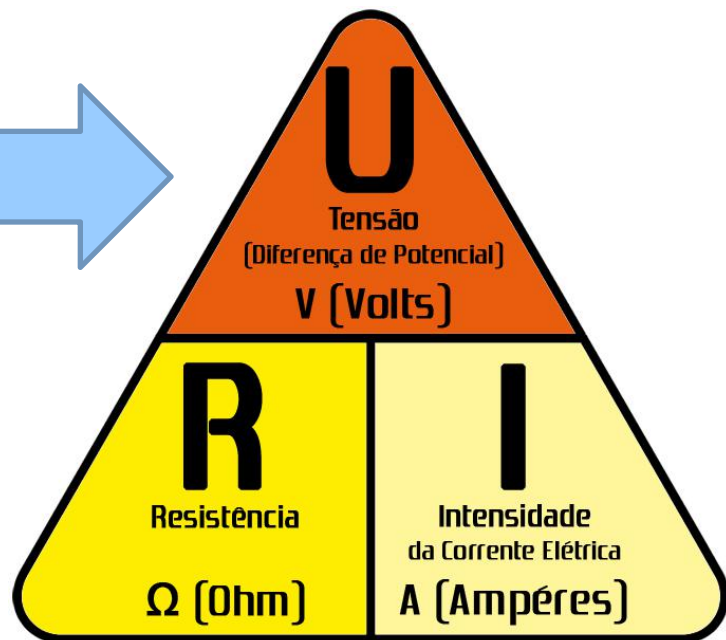 U
Tensão
(Diferença de Potencial)
V (Volts)
R
Resistência
Ω (Ohm)
I
Intensidade
da Corrente Elétrica
A (Ampéres)